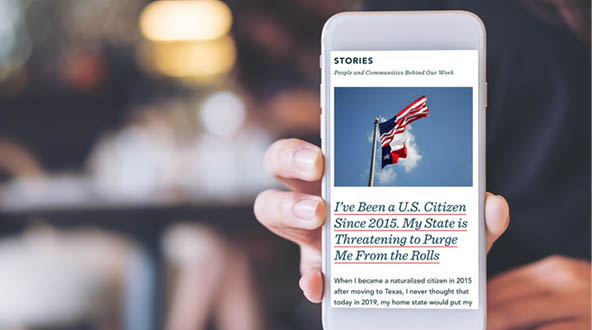 STORIES
People and Communities Behind Our Work
I've Been a U.S. Citizen
Since 2015. My State is
Threatening to Purge
Me From the Rolls
When I became a naturalized citizen in 2015
after moving to Texas, I never thought that
today in 2019, my home state would put my